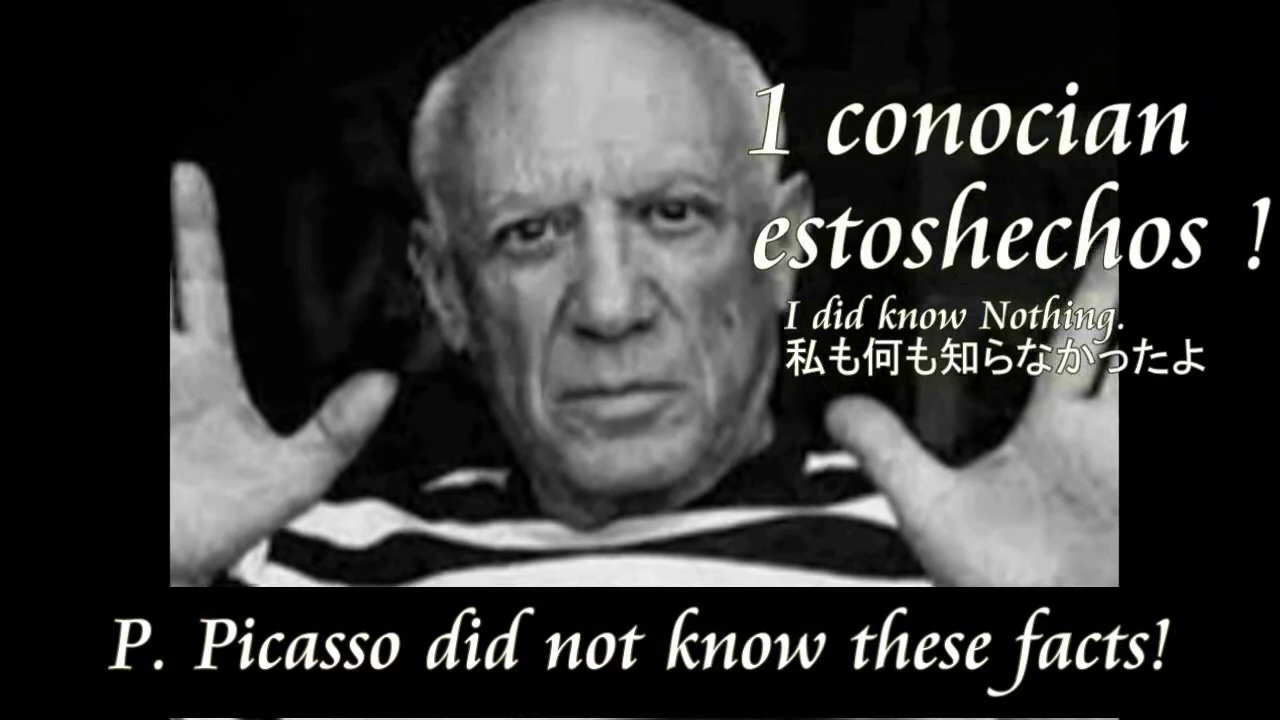 1 conocian
estoshechos !
I did know Nothing.
私も何も知らなかったよ
P. Picasso did not know these facts!